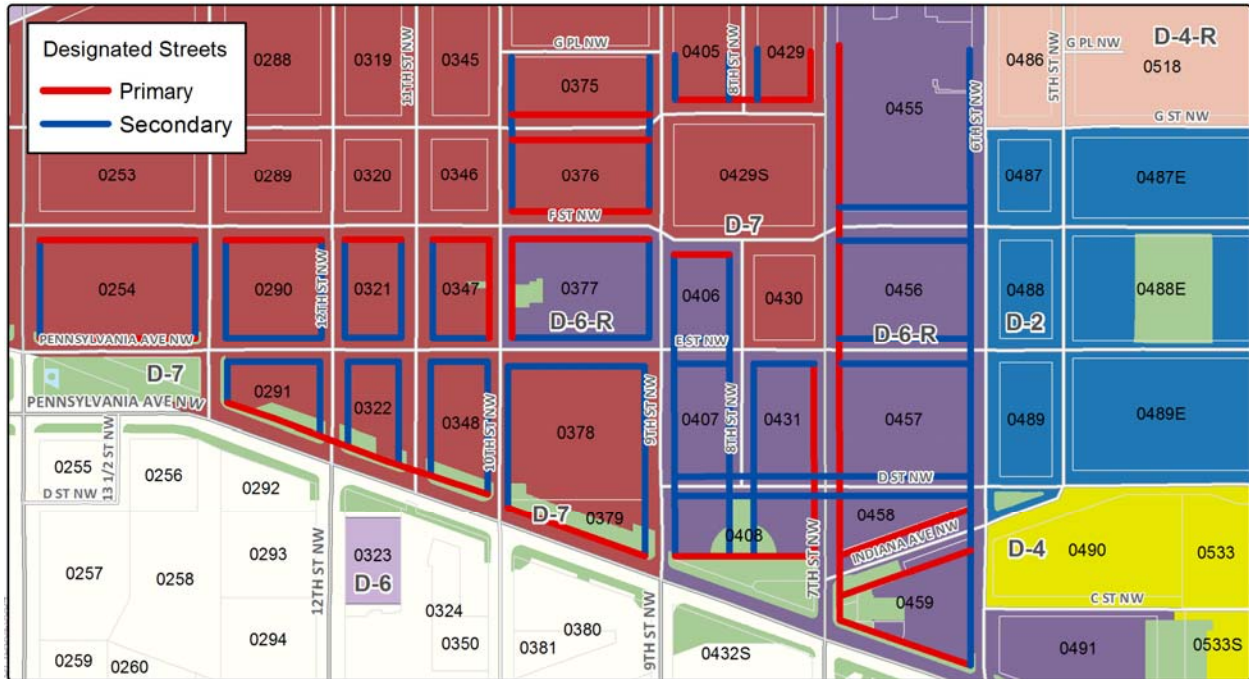 Designated Streets
Primary
Secondary
G PL NW
0405
8TH ST NW
0429
0486
5TH ST NW
G PL NW
D-4-R
0518
0288
0319
11TH ST NW
0345
0375
0455
6TH ST NW
G ST NW
0253
0289
0320
0346
0376
0429S
0487
0487E
F ST NW
D-7
0254
0290
12TH ST NW
0321
0347
0377
D-6-R
0406
0430
0456
D-6-R
0488
D-2
0488E
PENNSYLVANIA AVE NW
E ST NW
D-7
PENNSYLVANIA AVE NW
0291
0322
0348
10TH ST NW
0378
9TH ST NW
0407
8TH ST NW
0431
0457
0489
0489E
0255
13 1/2 ST NW
0256
D ST NW
0292
D ST NW
D-7
0379
0408
7TH ST NW
0458
INDIANA AVE NW
D-4
0490
0533
0257
0258
0293
12TH ST NW
0323
D-6
0324
0459
C ST NW
0294
0350
0380
0381
9TH ST NW
0432S
0491
0533S
0259
0260